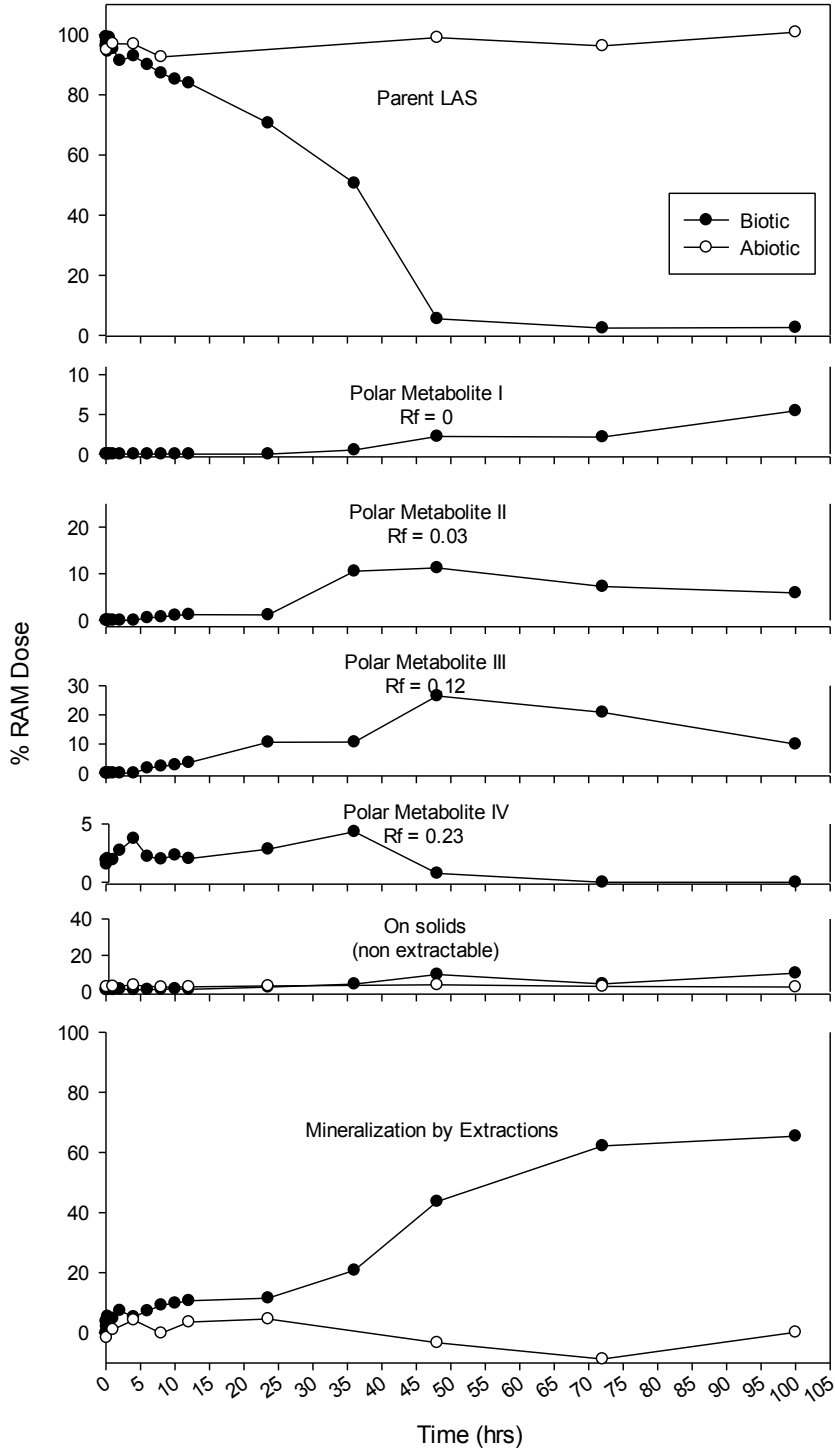 100
80
60
40
20
0
Parent LAS
Biotic
Abiotic
10
5
0
Polar Metabolite I
Rf = 0
20
10
0
Polar Metabolite II
Rf = 0.03
30
20
10
0
Polar Metabolite III
Rf = 0.12
5
0
Polar Metabolite IV
Rf = 0.23
40
20
0
On solids
(non extractable)
100
80
60
40
20
0
Mineralization by Extractions
% RAM Dose
0 5 10 15 20 25 30 35 40 45 50 55 60 65 70 75 80 85 90 95 100 105
Time (hrs)